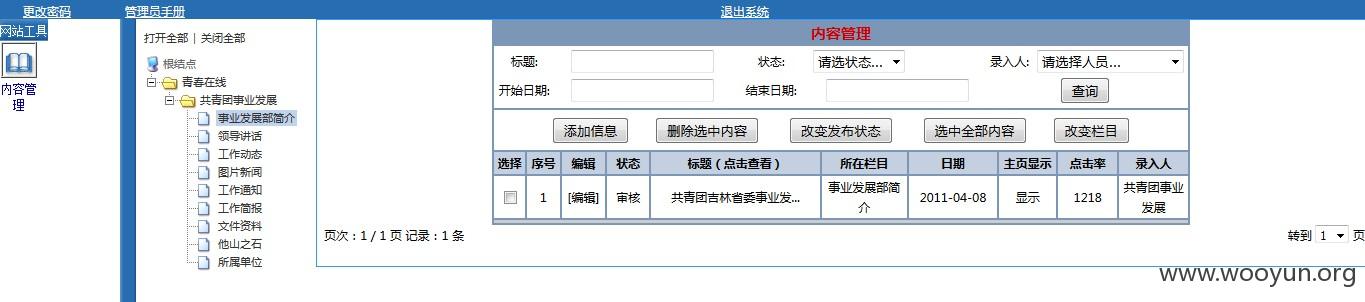 更改密码 管理员手册 退出系统
网站工具
内容管
理
打开全部 | 关闭全部
根结点
青春在线
共青团事业发展
事业发展部简介
领导讲话
工作动态
图片新闻
工作通知
工作简报
文件资料
他山之石
所属单位
内容管理
标题: 状态: 请选状态... 录入人: 请选择人员...
开始日期: 结束日期: 查询
添加信息 删除选中内容 改变发布状态 选中全部内容 改变栏目
选择 序号 编辑 状态 标题（点击查看） 所在栏目 日期 主页显示 点击率 录入人
1 [编辑] 审核 共青团吉林省委事业发... 事业发展部简介 2011-04-08 显示 1218 共青团事业发展
页次：1 / 1 页 记录：1 条 转到 1 页
www.wooyun.org